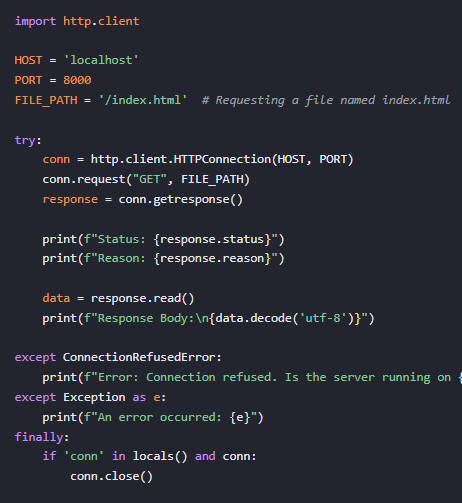 import http.client

HOST = 'localhost'
PORT = 8000
FILE_PATH = '/index.html'  # Requesting a file named index.html

try:
    conn = http.client.HTTPConnection(HOST, PORT)
    conn.request("GET", FILE_PATH)
    response = conn.getresponse()

    print(f"Status: {response.status}")
    print(f"Reason: {response.reason}")

    data = response.read()
    print(f"Response Body:\n{data.decode('utf-8')}")

except ConnectionRefusedError:
    print(f"Error: Connection refused. Is the server running on {
except Exception as e:
    print(f"An error occurred: {e}")
finally:
    if 'conn' in locals() and conn:
        conn.close()